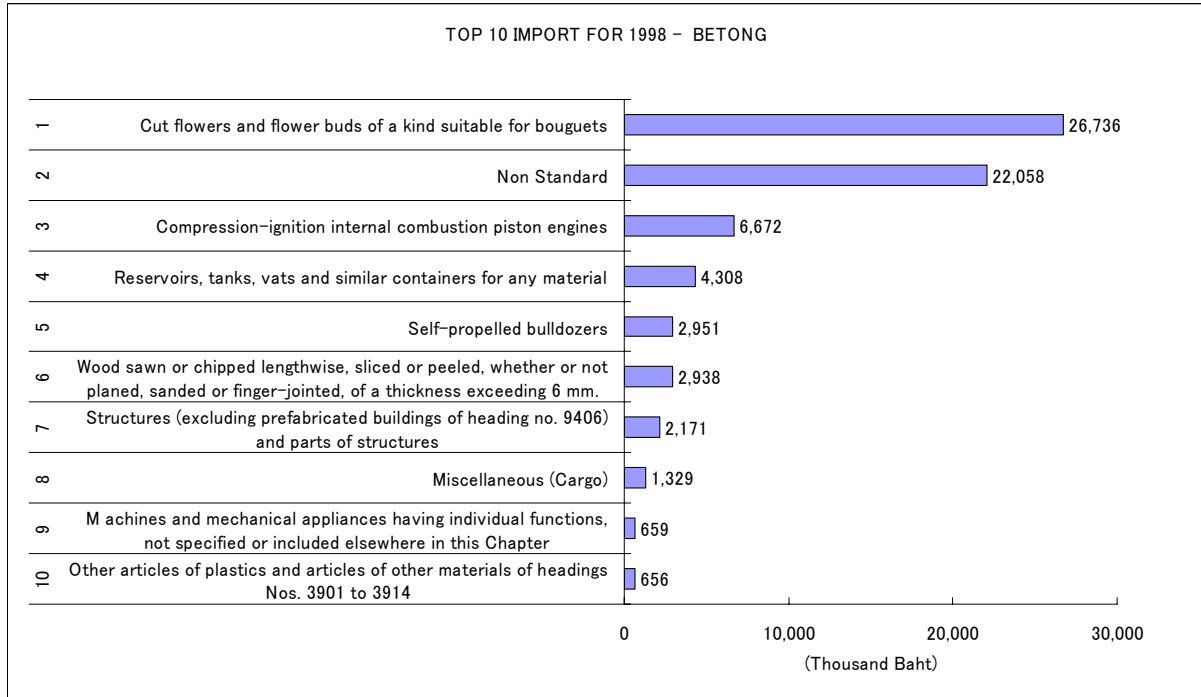 TOP 10 IMPORT FOR 1998 - BETONG
1
Cut flowers and flower buds of a kind suitable for bouguets
26,736
2
Non Standard
22,058
3
Compression-ignition internal combustion piston engines
6,672
4
Reservoirs, tanks, vats and similar containers for any material
4,308
5
Self-propelled bulldozers
2,951
6
Wood sawn or chipped lengthwise, sliced or peeled, whether or not
planed, sanded or finger-jointed, of a thickness exceeding 6 mm.
2,938
7
Structures (excluding prefabricated buildings of heading no. 9406)
and parts of structures
2,171
8
Miscellaneous (Cargo)
1,329
9
M achines and mechanical appliances having individual functions,
not specified or included elsewhere in this Chapter
659
10
Other articles of plastics and articles of other materials of headings
Nos. 3901 to 3914
656
0 10,000 20,000 30,000
(Thousand Baht)